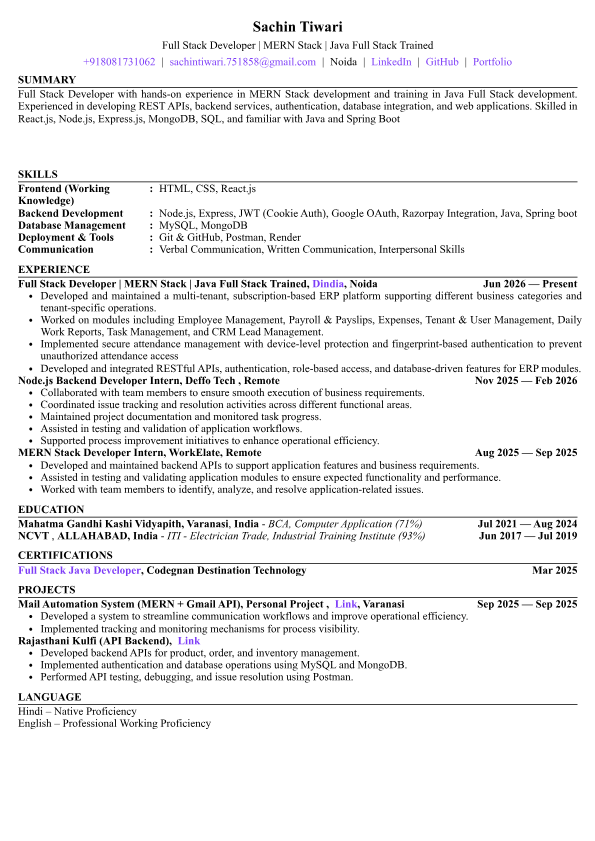 Sachin Tiwari
Full Stack Developer | MERN Stack | Java Full Stack Trained
+918081731062 | sachintiwari.751858@gmail.com | Noida | LinkedIn | GitHub | Portfolio
SUMMARY
Full Stack Developer with hands-on experience in MERN Stack development and training in Java Full Stack development.
Experienced in developing REST APIs, backend services, authentication, database integration, and web applications. Skilled in
React.js, Node.js, Express.js, MongoDB, SQL, and familiar with Java and Spring Boot
SKILLS
Frontend (Working : HTML, CSS, React.js
Knowledge)
Backend Development : Node.js, Express, JWT (Cookie Auth), Google OAuth, Razorpay Integration, Java, Spring boot
Database Management : MySQL, MongoDB
Deployment & Tools : Git & GitHub, Postman, Render
Communication : Verbal Communication, Written Communication, Interpersonal Skills
EXPERIENCE
Full Stack Developer | MERN Stack | Java Full Stack Trained, Dindia, Noida Jun 2026 — Present
• Developed and maintained a multi-tenant, subscription-based ERP platform supporting different business categories and
tenant-specific operations.
• Worked on modules including Employee Management, Payroll & Payslips, Expenses, Tenant & User Management, Daily
Work Reports, Task Management, and CRM Lead Management.
• Implemented secure attendance management with device-level protection and fingerprint-based authentication to prevent
unauthorized attendance access
• Developed and integrated RESTful APIs, authentication, role-based access, and database-driven features for ERP modules.
Node.js Backend Developer Intern, Deffo Tech , Remote Nov 2025 — Feb 2026
• Collaborated with team members to ensure smooth execution of business requirements.
• Coordinated issue tracking and resolution activities across different functional areas.
• Maintained project documentation and monitored task progress.
• Assisted in testing and validation of application workflows.
• Supported process improvement initiatives to enhance operational efficiency.
MERN Stack Developer Intern, WorkElate, Remote Aug 2025 — Sep 2025
• Developed and maintained backend APIs to support application features and business requirements.
• Assisted in testing and validating application modules to ensure expected functionality and performance.
• Worked with team members to identify, analyze, and resolve application-related issues.
EDUCATION
Mahatma Gandhi Kashi Vidyapith, Varanasi, India - BCA, Computer Application (71%) Jul 2021 — Aug 2024
NCVT , ALLAHABAD, India - ITI - Electrician Trade, Industrial Training Institute (93%) Jun 2017 — Jul 2019
CERTIFICATIONS
Full Stack Java Developer, Codegnan Destination Technology Mar 2025
PROJECTS
Mail Automation System (MERN + Gmail API), Personal Project , Link, Varanasi Sep 2025 — Sep 2025
• Developed a system to streamline communication workflows and improve operational efficiency.
• Implemented tracking and monitoring mechanisms for process visibility.
Rajasthani Kulfi (API Backend), Link
• Developed backend APIs for product, order, and inventory management.
• Implemented authentication and database operations using MySQL and MongoDB.
• Performed API testing, debugging, and issue resolution using Postman.
LANGUAGE
Hindi – Native Proficiency
English – Professional Working Proficiency